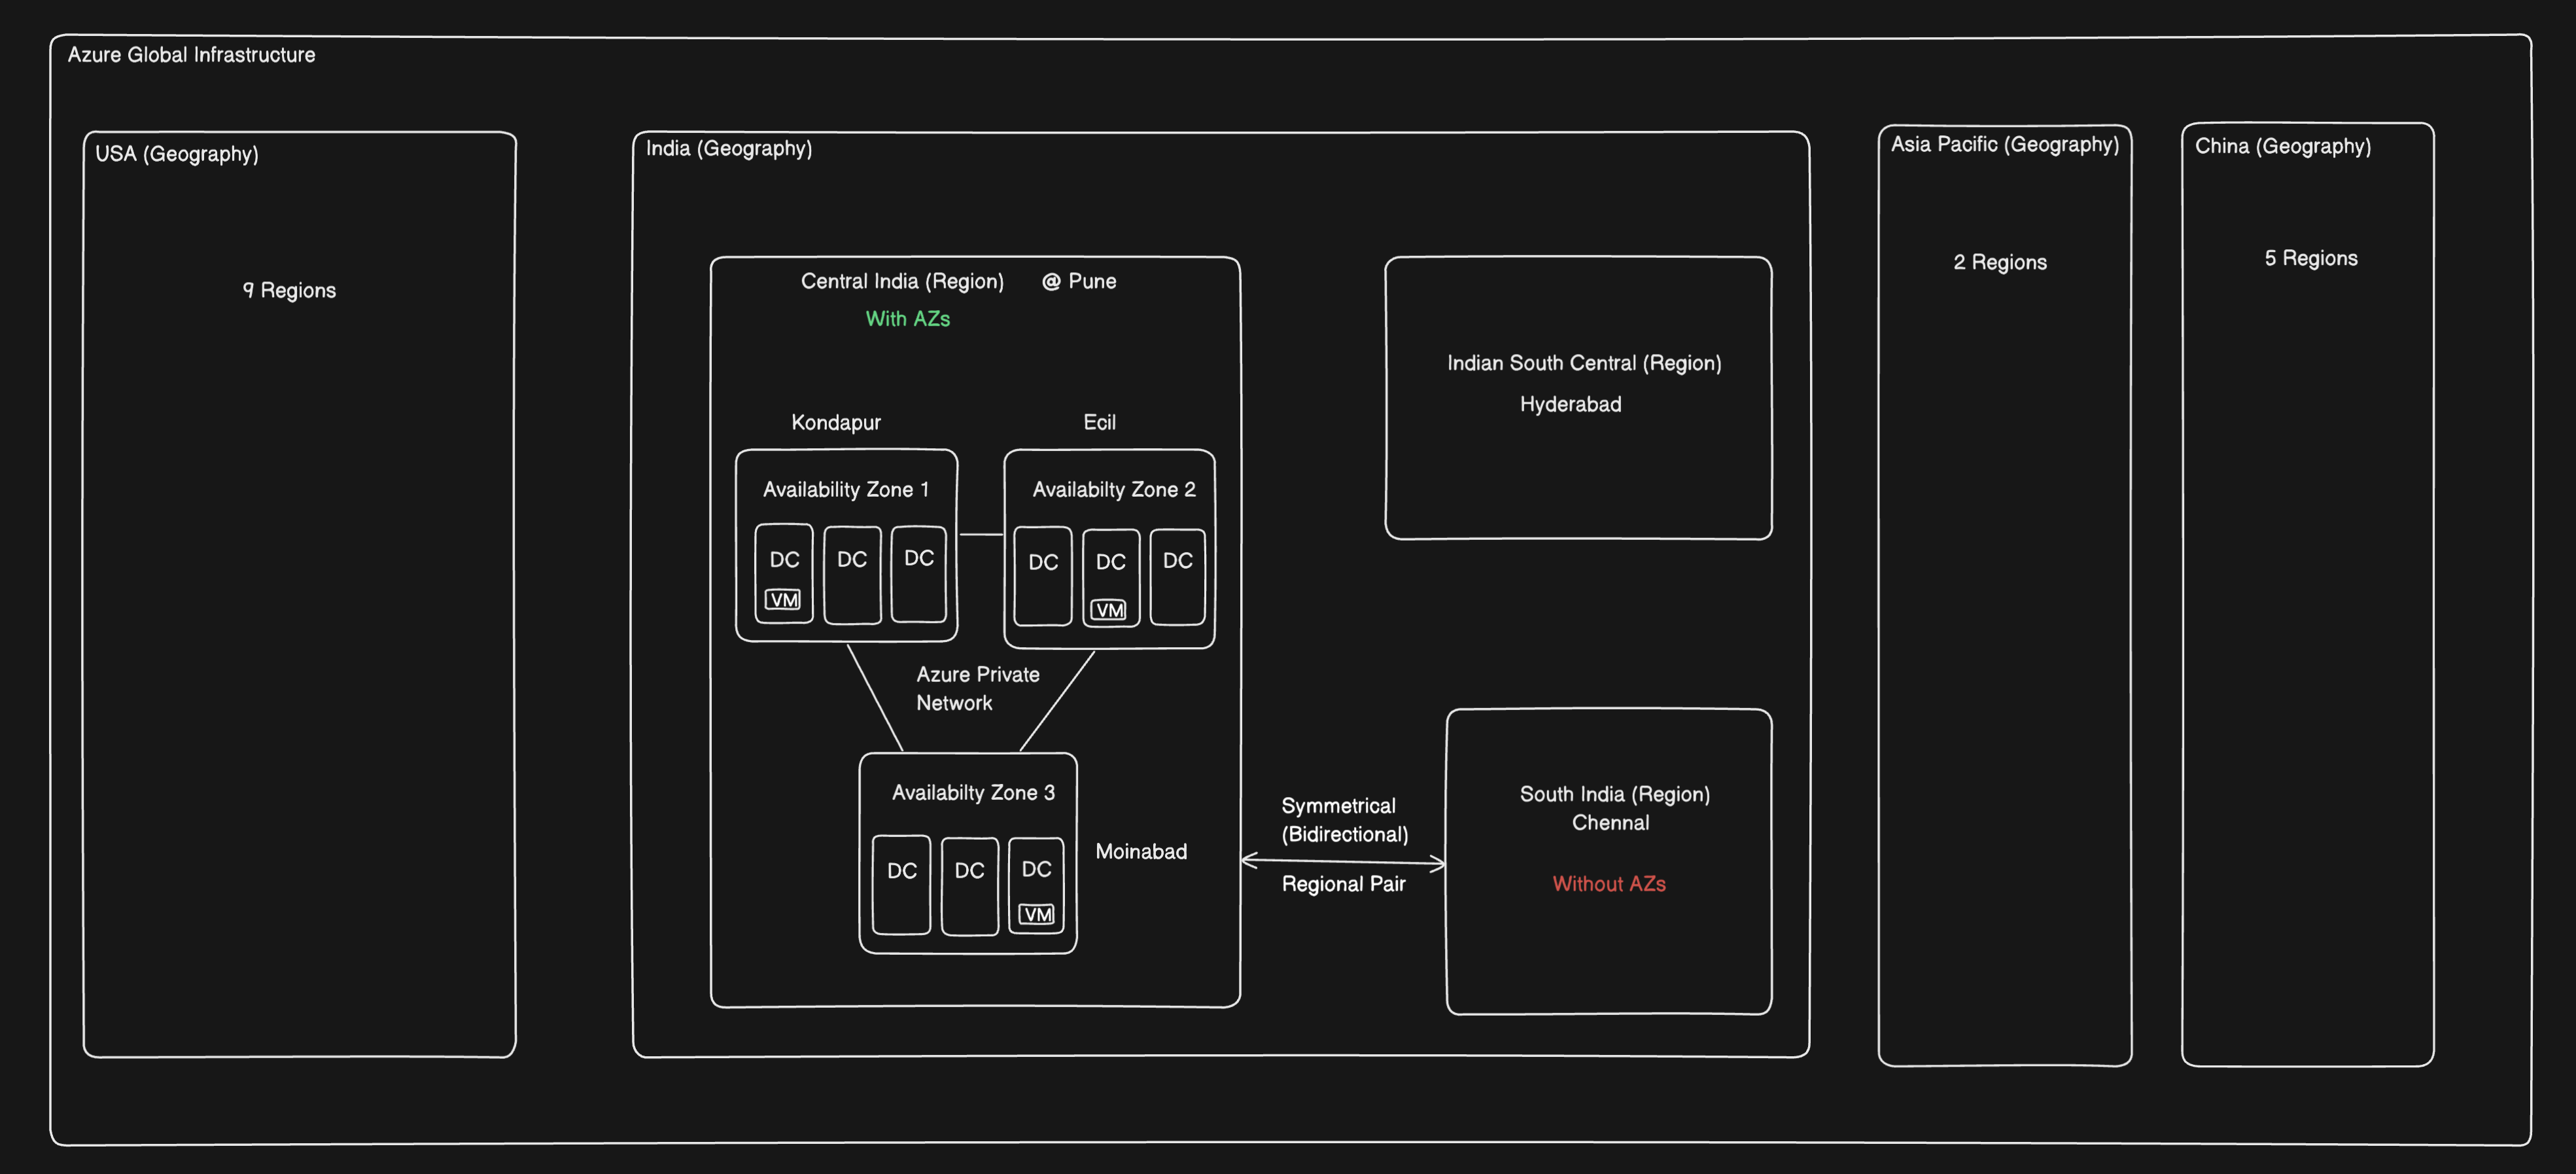 Azure Global Infrastructure
USA (Geography)
9 Regions
India (Geography)
Central India (Region) @ Pune
With AZs
Kondapur
Ecil
Availability Zone 1
DC
DC
DC
VM
Availabilty Zone 2
DC
DC
DC
VM
Azure Private
Network
Availabilty Zone 3
DC
DC
DC
VM
Moinabad
Symmetrical
(Bidirectional)
Regional Pair
Indian South Central (Region)
Hyderabad
South India (Region)
Chennal
Without AZs
Asia Pacific (Geography)
2 Regions
China (Geography)
5 Regions